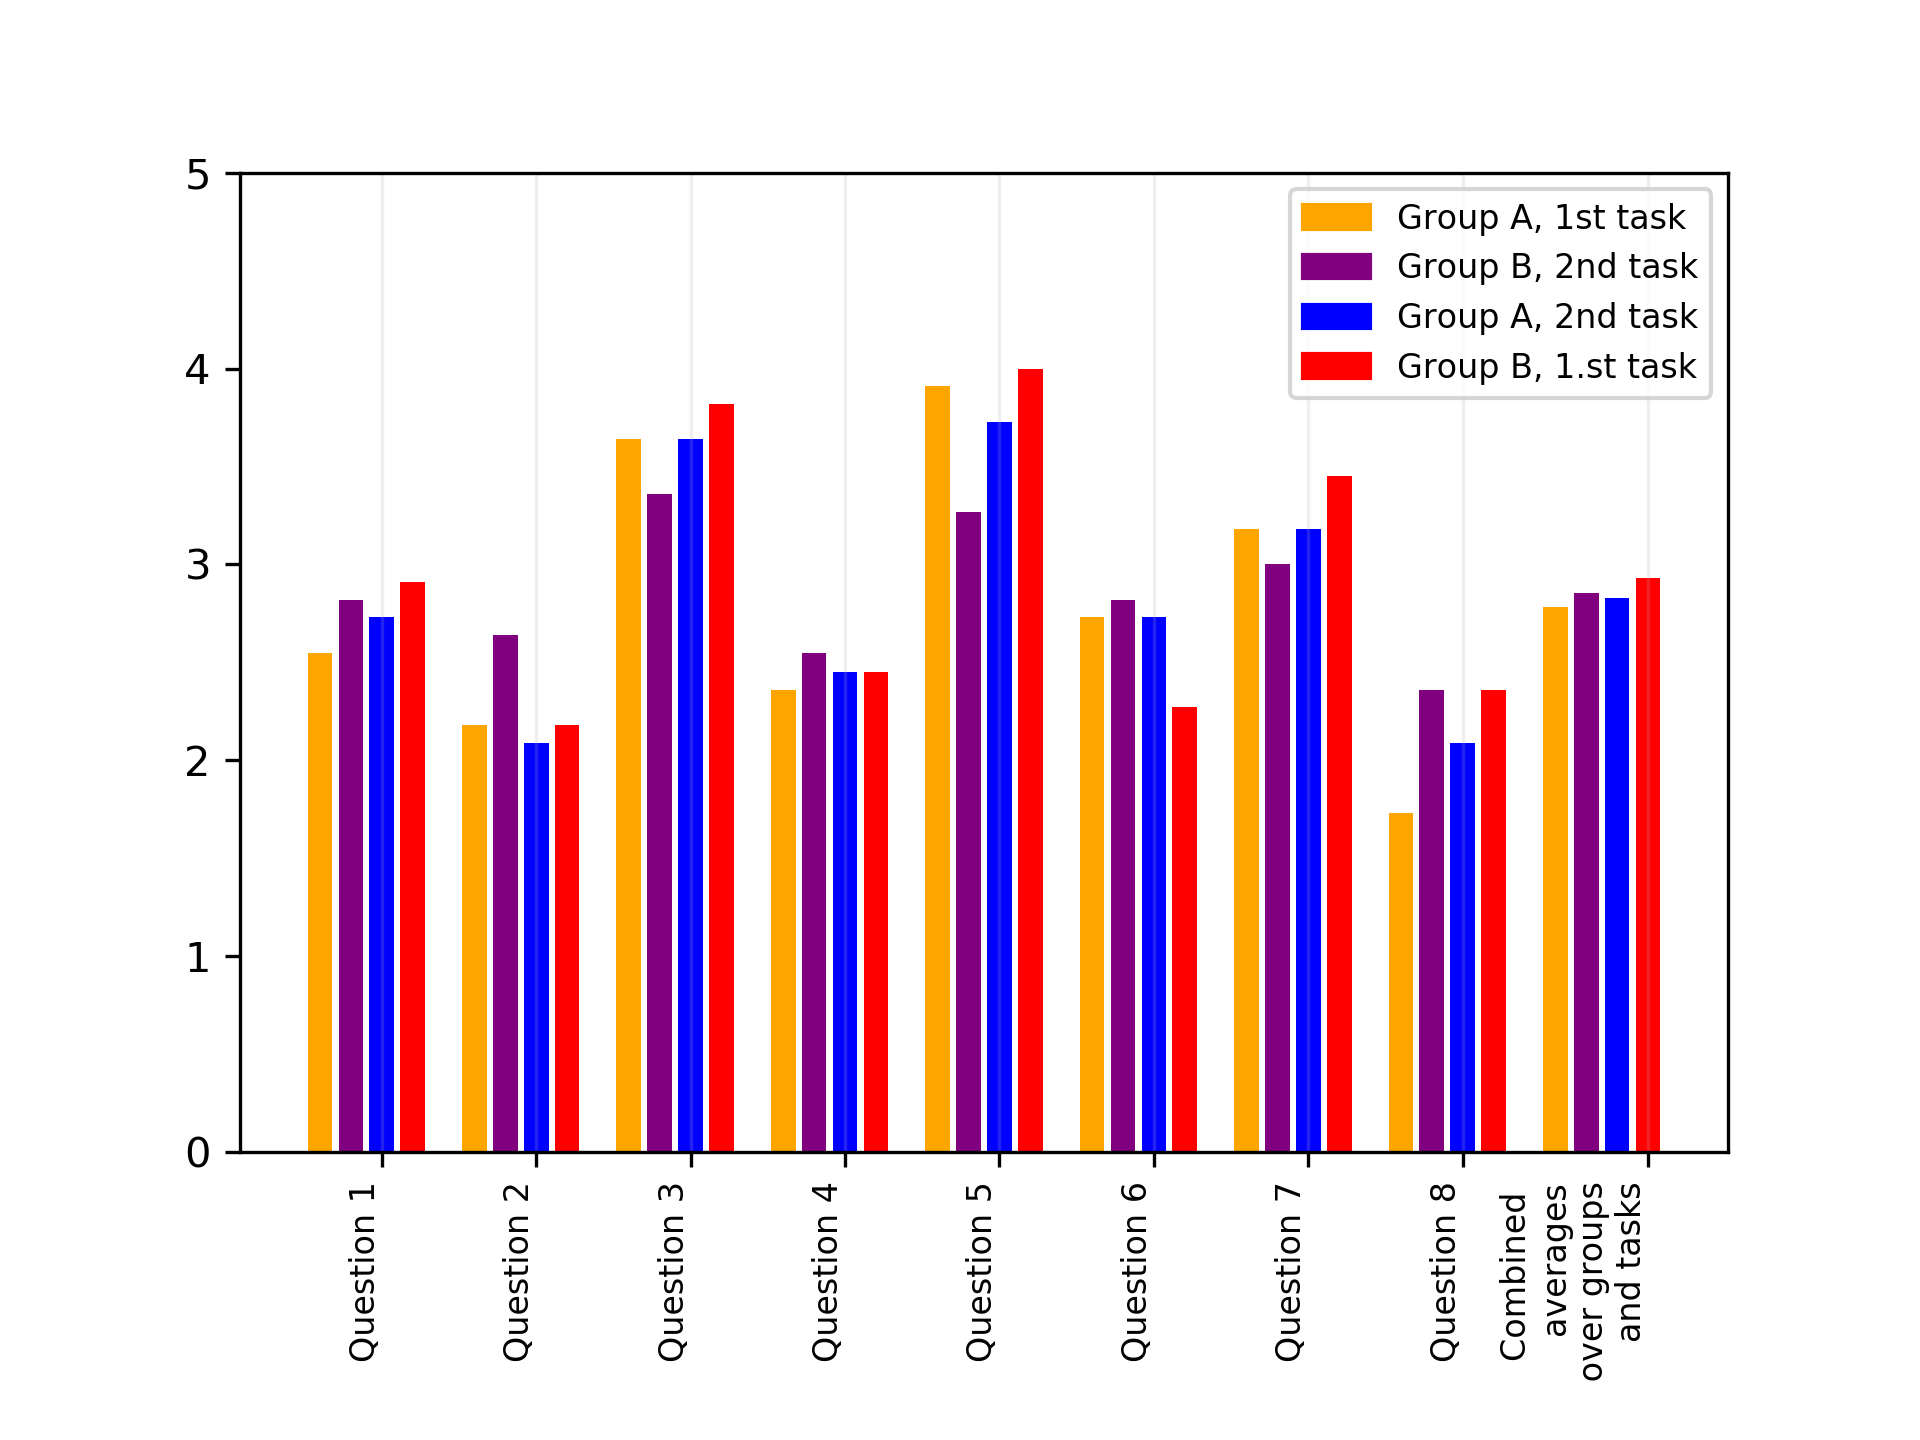 5
4
3
2
1
0
Group A, 1st task
Group B, 2nd task
Group A, 2nd task
Group B, 1.st task
Question 1
Question 2
Question 3
Question 4
Question 5
Question 6
Question 7
Question 8
Combined
averages
over groups
and tasks